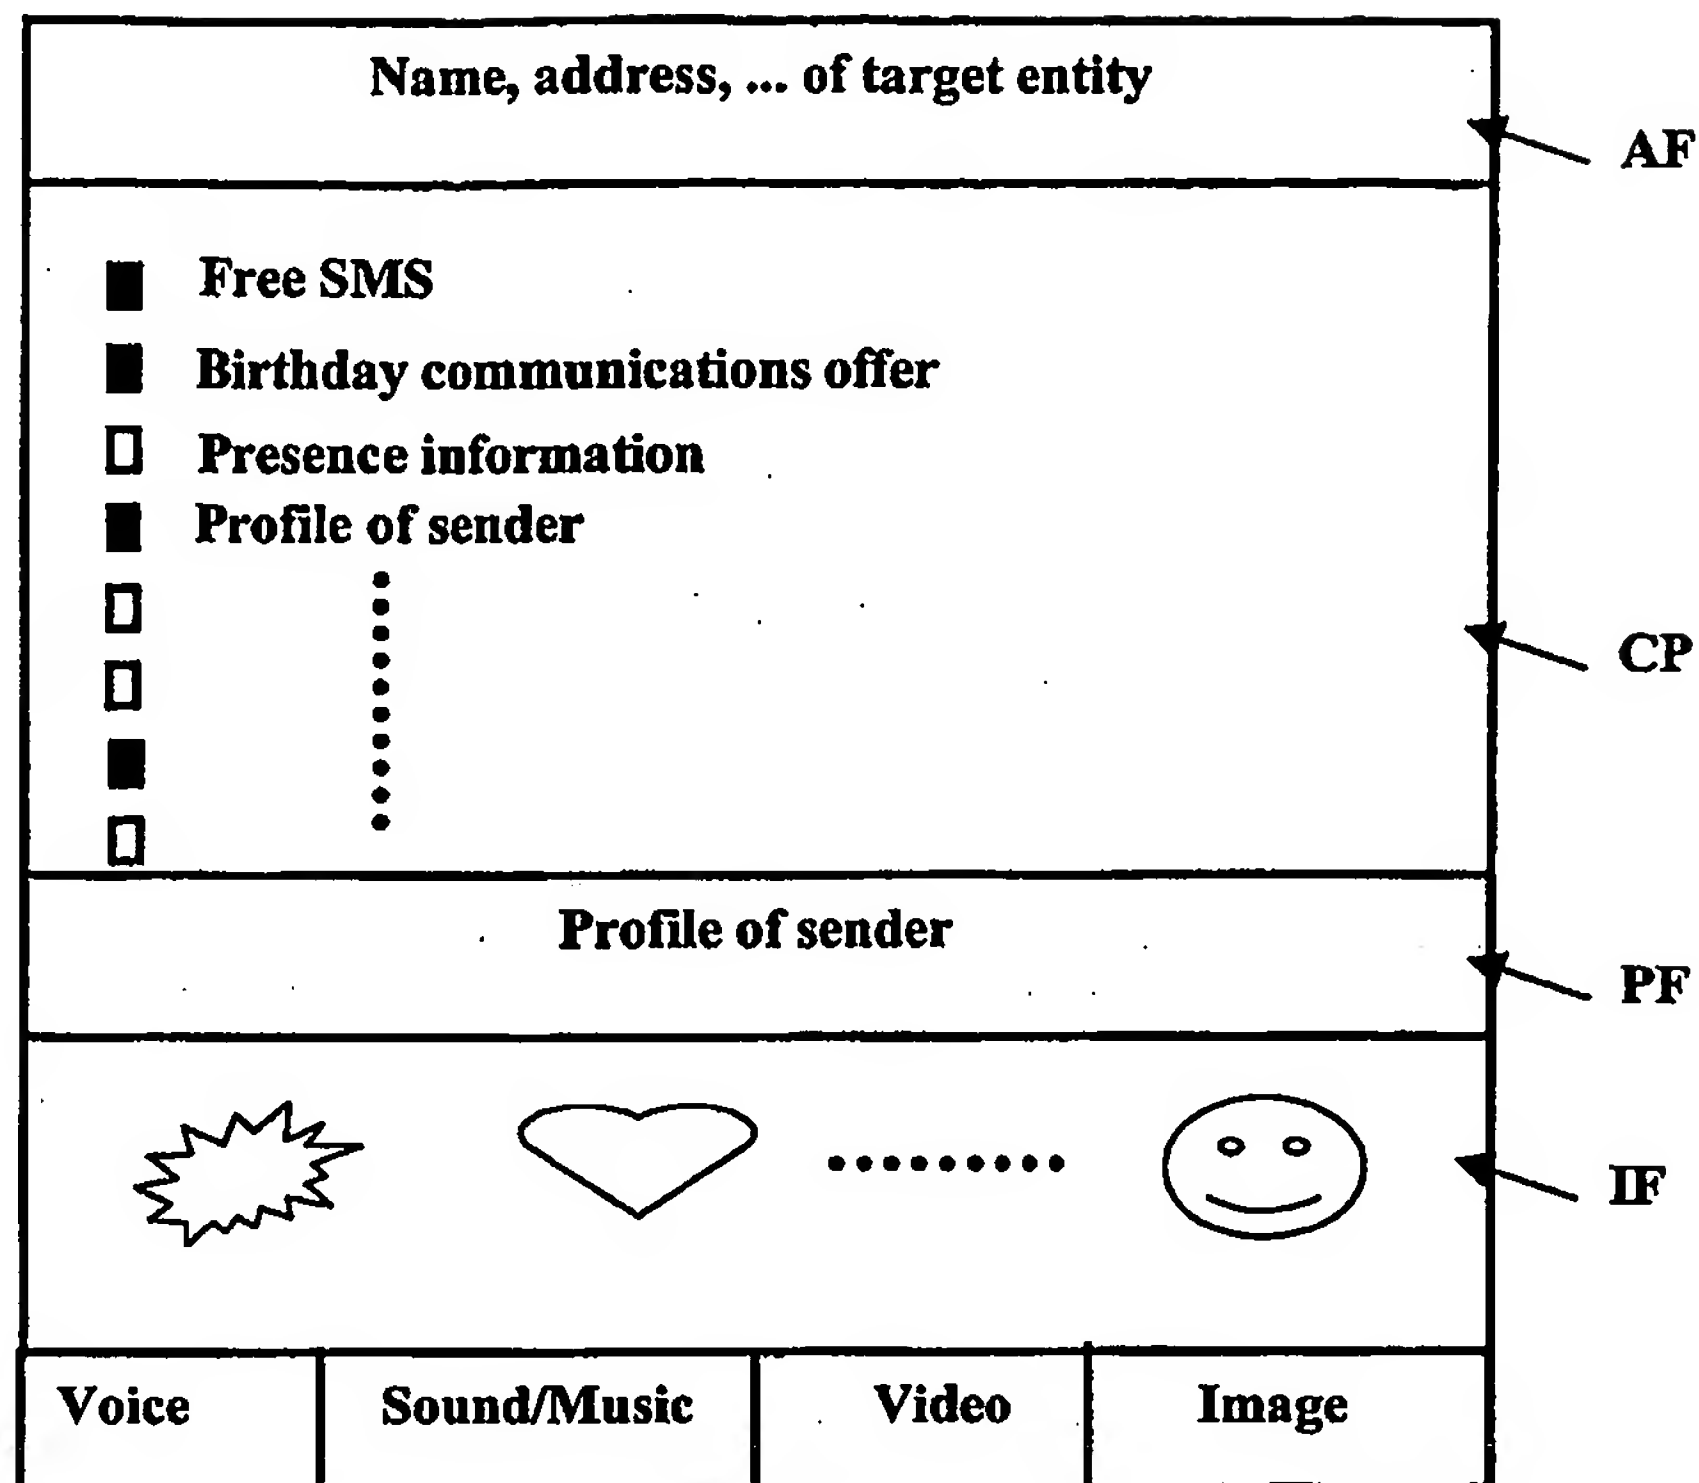 Name, address, ... of target entity
AF
Free SMS
Birthday communications offer
Presence information
Profile of sender
CP
Profile of sender
PF
IF
Voice Sound/Music Video Image